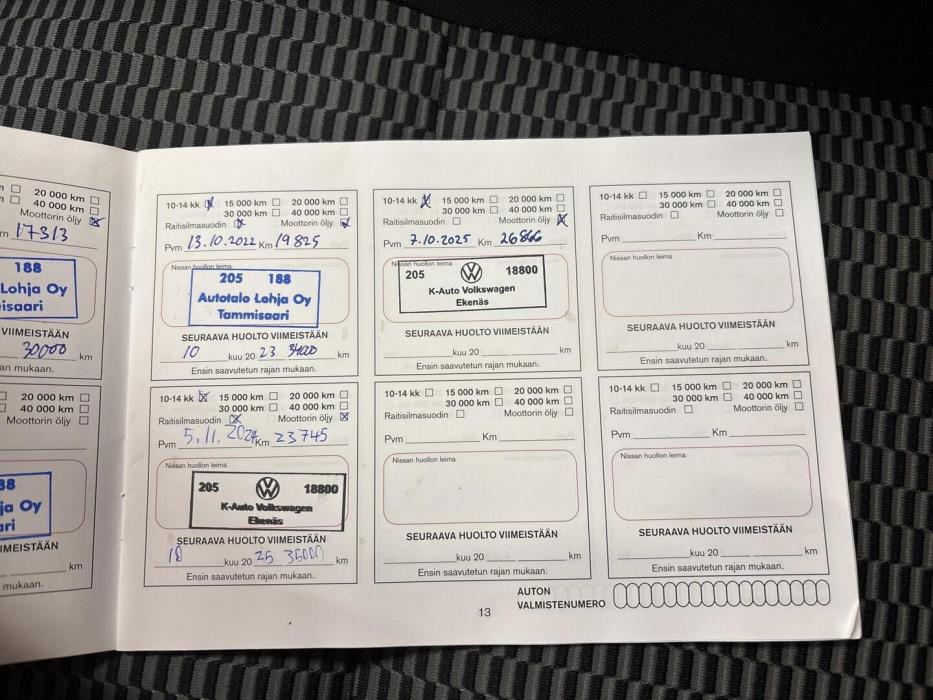 20 000 km
40 000 km
Moottorin öljy
m 17313
188
Lohja Oy
isaari
VIIMEISTÄÄN
30000 km
an mukaan.
20 000 km
40 000 km
Moottorin öljy
88
ja Oy
ari
IMEISTÄÄN
km
mukaan.
10-14 kk 15 000 km 20 000 km
30 000 km 40 000 km
Raitisilmasuodin Moottorin öljy
Pvm 13.10.2022 Km 19825
Nissan huollon leima
205 188
Autotalo Lohja Oy
Tammisaari
SEURAAVA HUOLTO VIIMEISTÄÄN
10 kuu 20 23 34000 km
Ensin saavutetun rajan mukaan.
10-14 kk 15 000 km 20 000 km
30 000 km 40 000 km
Raitisilmasuodin Moottorin öljy
Pvm 5.11.2024 Km 23745
Nissan huollon leima
205 18800
K-Auto Volkswagen
Ekenäs
SEURAAVA HUOLTO VIIMEISTÄÄN
10 kuu 20 25 35000 km
Ensin saavutetun rajan mukaan.
10-14 kk 15 000 km 20 000 km
30 000 km 40 000 km
Raitisilmasuodin Moottorin öljy
Pvm 7.10.2025 Km 26866
Nissan huollon leima
205 18800
K-Auto Volkswagen
Ekenäs
SEURAAVA HUOLTO VIIMEISTÄÄN
kuu 20 km
Ensin saavutetun rajan mukaan.
10-14 kk 15 000 km 20 000 km
30 000 km 40 000 km
Raitisilmasuodin Moottorin öljy
Pvm Km
Nissan huollon leima
SEURAAVA HUOLTO VIIMEISTÄÄN
kuu 20 km
Ensin saavutetun rajan mukaan.
10-14 kk 15 000 km 20 000 km
30 000 km 40 000 km
Raitisilmasuodin Moottorin öljy
Pvm Km
Nissan huollon leima
SEURAAVA HUOLTO VIIMEISTÄÄN
kuu 20 km
Ensin saavutetun rajan mukaan.
10-14 kk 15 000 km 20 000 km
30 000 km 40 000 km
Raitisilmasuodin Moottorin öljy
Pvm Km
Nissan huollon leima
SEURAAVA HUOLTO VIIMEISTÄÄN
kuu 20 km
Ensin saavutetun rajan mukaan.
AUTON
VALMISTENUMERO
13